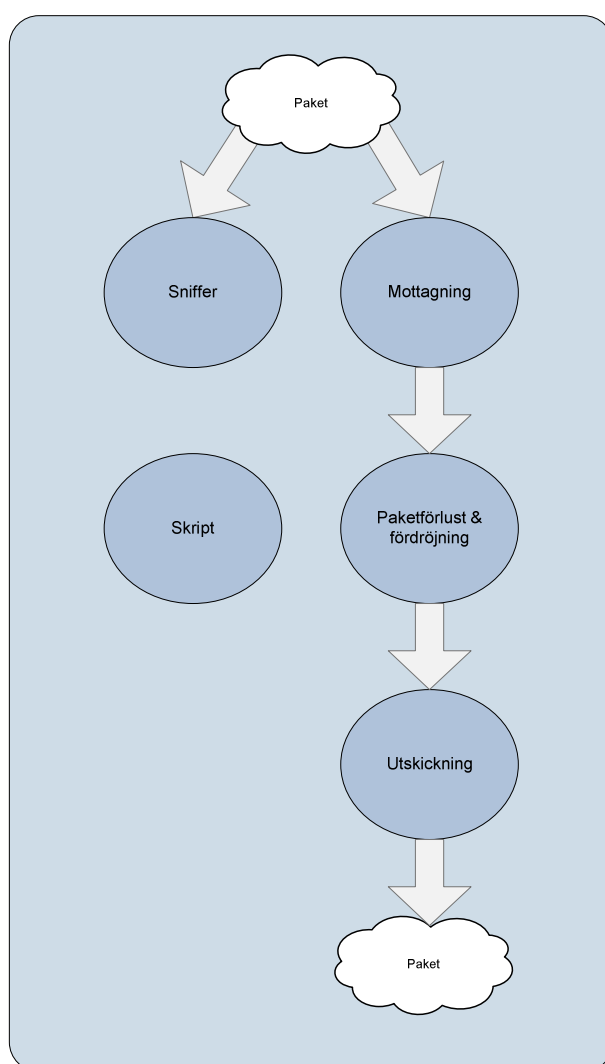 Paket
Sniffer
Mottagning
Skript
Paketförlust &
fördröjning
Utskickning
Paket